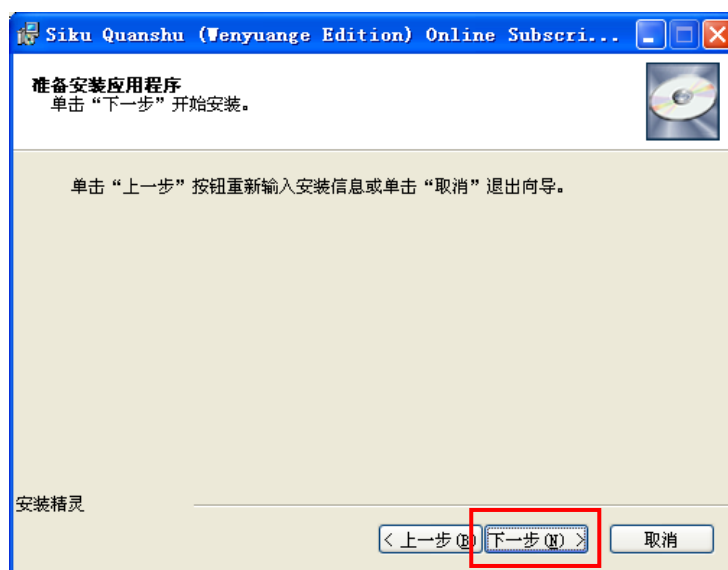 Siku Quanshu (Wenyuange Edition) Online Subscri...
准备安装应用程序
单击“下一步”开始安装。
单击“上一步”按钮重新输入安装信息或单击“取消”退出向导。
安装精灵
< 上一步(B)
下一步(N) >
取消